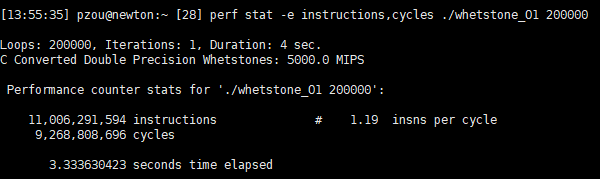 [13:55:35] pzou@newton:~ [28] perf stat -e instructions,cycles ./whetstone_O1 200000
Loops: 200000, Iterations: 1, Duration: 4 sec.
C Converted Double Precision Whetstones: 5000.0 MIPS
Performance counter stats for './whetstone_O1 200000':
11,006,291,594 instructions # 1.19 insns per cycle
9,268,808,696 cycles
3.333630423 seconds time elapsed